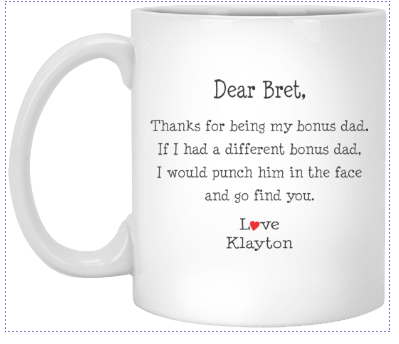 Dear Bret,
Thanks for being my bonus dad.
If I had a different bonus dad,
I would punch him in the face
and go find you.
L♥ve
Klayton